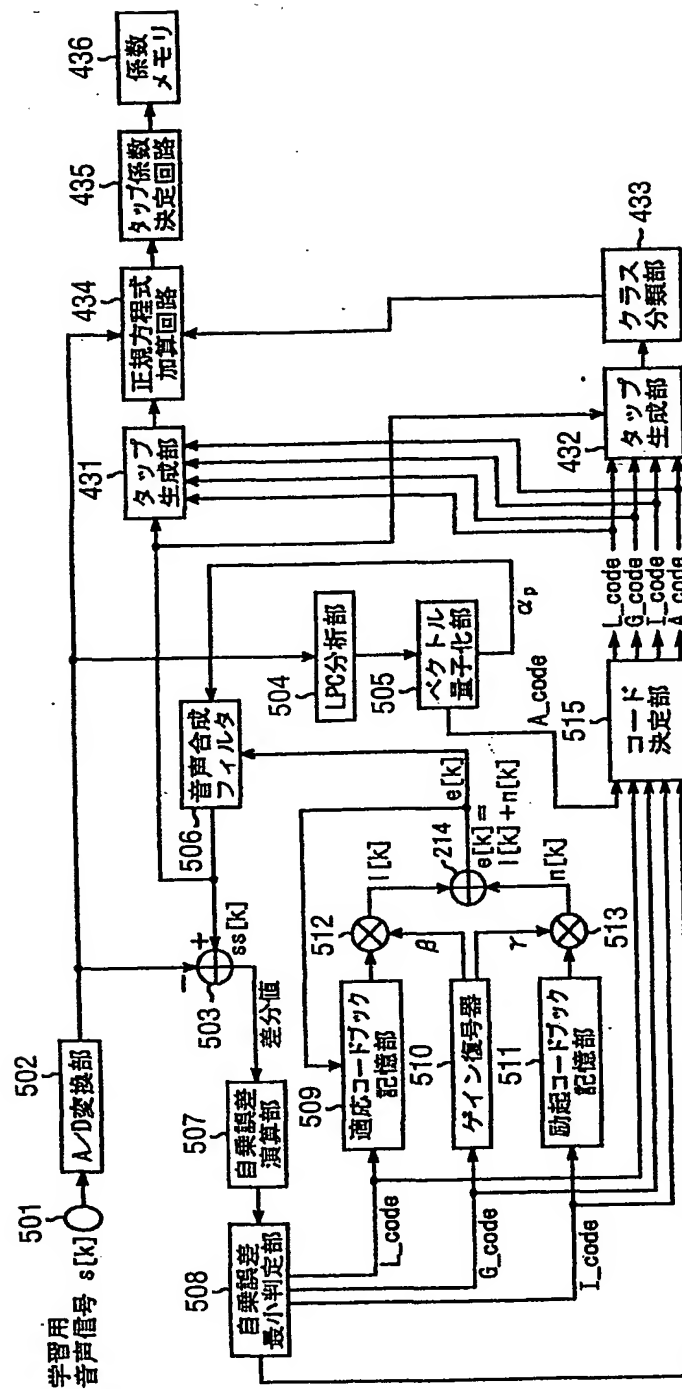 学習用
音声信号 s[k]
501
502
A/D変換部
503
ss[k]
差分値
507
自乗誤差
演算部
508
自乗誤差
最小判定部
506
音声合成
フィルタ
504
LPC分析部
505
ベクトル
量子化部
αp
A_code
e[k]
e[k]=
l[k]+n[k]
214
l[k]
n[k]
512
513
β
γ
509
適応コードブック
記憶部
510
ゲイン復号器
511
励起コードブック
記憶部
L_code
G_code
I_code
515
コード
決定部
L_code
G_code
I_code
A_code
431
タップ
生成部
432
タップ
生成部
433
クラス
分類部
434
正規方程式
加算回路
435
タップ係数
決定回路
436
係数
メモリ